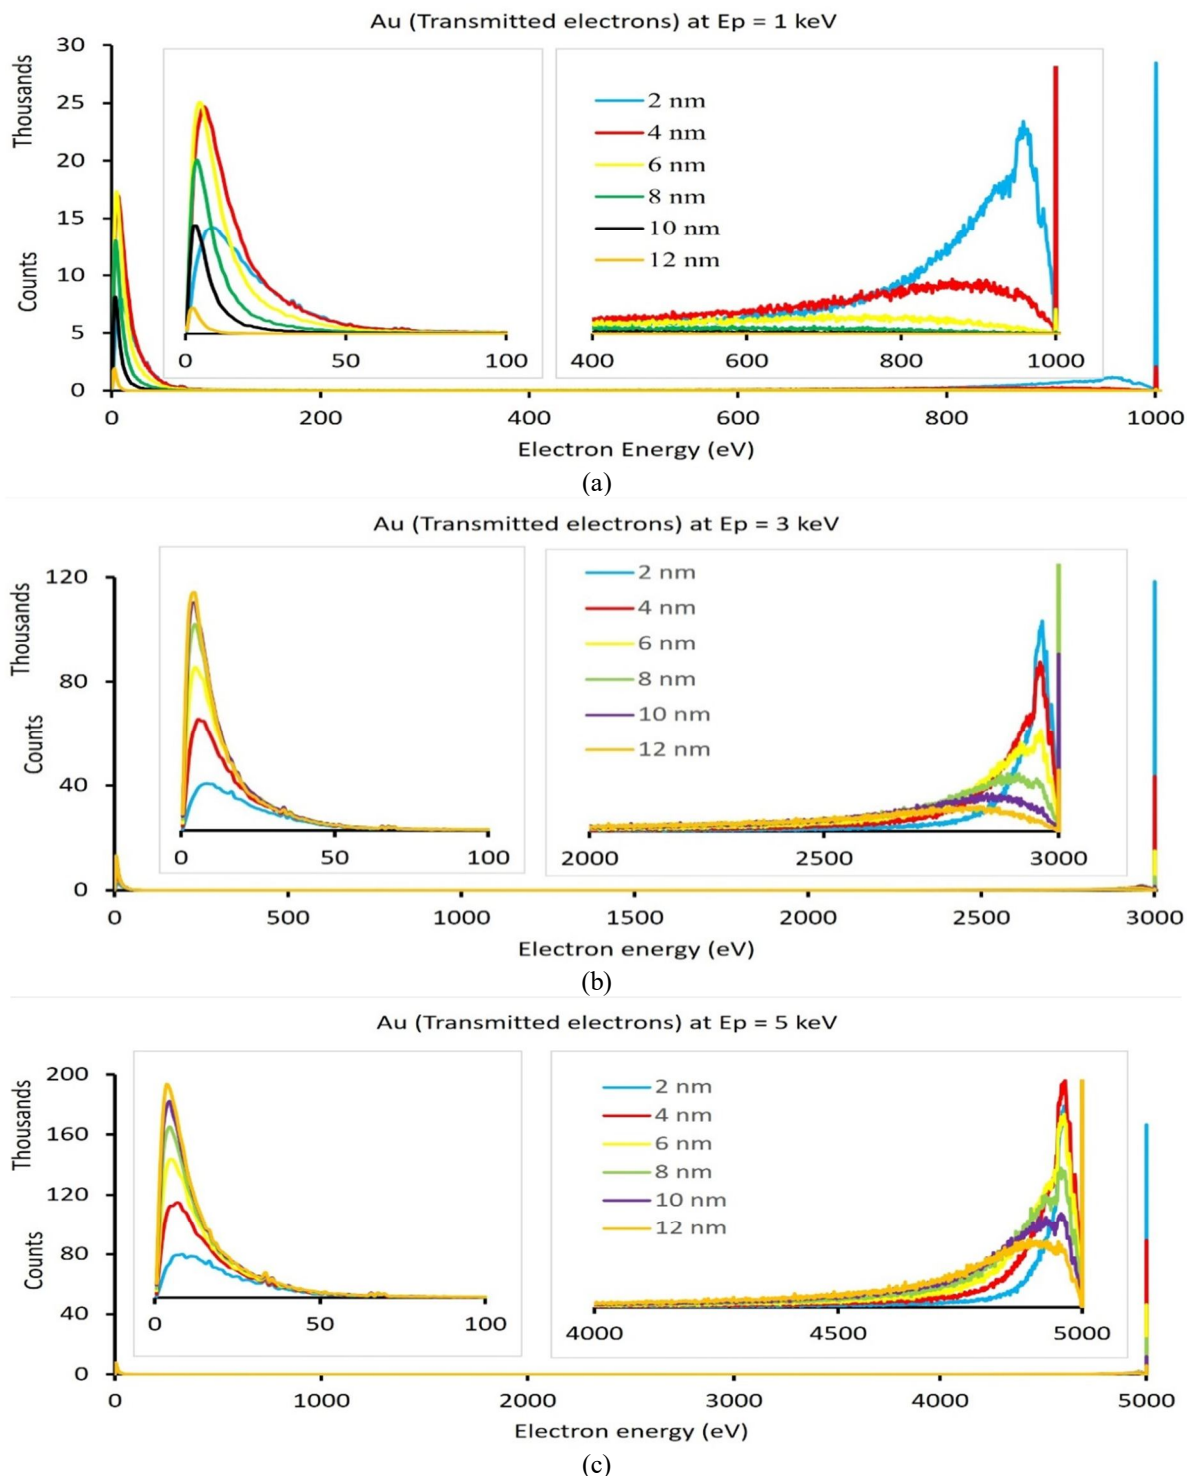 Au (Transmitted electrons) at Ep = 1 keV
Thousands
Counts
30
25
20
15
10
5
0
0 200 400 600 800 1000
0 50 100
2 nm
4 nm
6 nm
8 nm
10 nm
12 nm
400 600 800 1000
Electron Energy (eV)
(a)
Au (Transmitted electrons) at Ep = 3 keV
Thousands
Counts
120
80
40
0
0 50 100
2 nm
4 nm
6 nm
8 nm
10 nm
12 nm
2000 2500 3000
0 500 1000 1500 2000 2500 3000
Electron energy (eV)
(b)
Au (Transmitted electrons) at Ep = 5 keV
Thousands
Counts
200
160
120
80
40
0
0 50 100
2 nm
4 nm
6 nm
8 nm
10 nm
12 nm
4000 4500 5000
0 1000 2000 3000 4000 5000
Electron energy (eV)
(c)